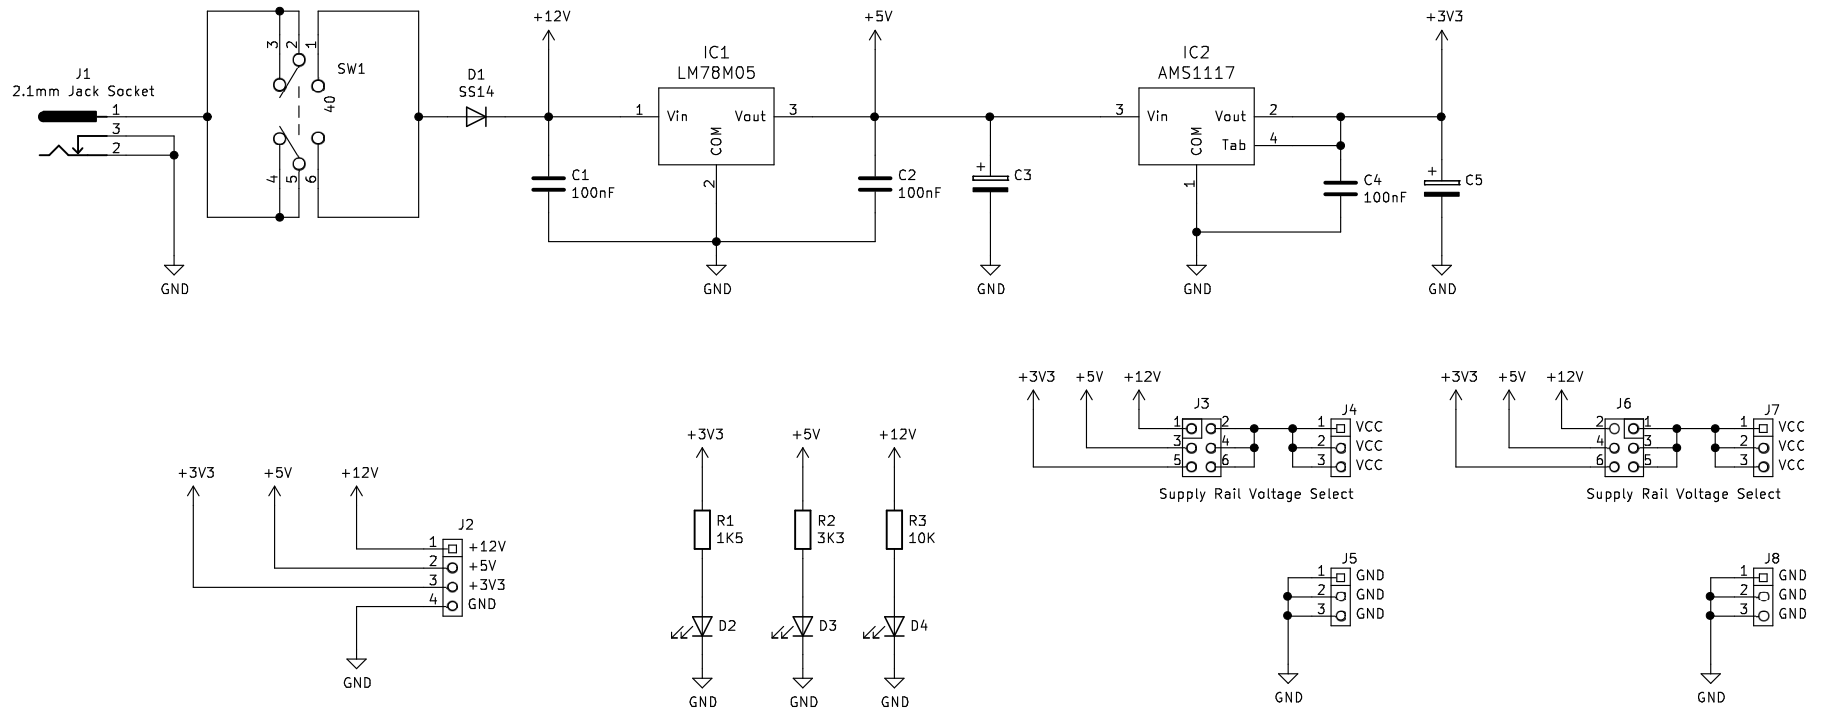 J1
2.1mm Jack Socket
1
3
2
GND
3
2
1
SW1
40
4
5
6
D1
SS14
+12V
C1
100nF
IC1
LM78M05
1
Vin
Vout
3
COM
2
GND
+5V
C2
100nF
+
C3
GND
IC2
AMS1117
3
Vin
Vout
2
Tab
4
COM
1
GND
C4
100nF
+3V3
+
C5
GND
+3V3
+5V
+12V
J2
1
+12V
2
+5V
3
+3V3
4
GND
GND
+3V3
+5V
+12V
R1
1K5
R2
3K3
R3
10K
D2
D3
D4
GND
GND
GND
+3V3
+5V
+12V
J3
1
2
3
4
5
6
J4
1
VCC
2
VCC
3
VCC
Supply Rail Voltage Select
J5
1
GND
2
GND
3
GND
GND
+3V3
+5V
+12V
J6
2
1
4
3
6
5
J7
1
VCC
2
VCC
3
VCC
Supply Rail Voltage Select
J8
1
GND
2
GND
3
GND
GND